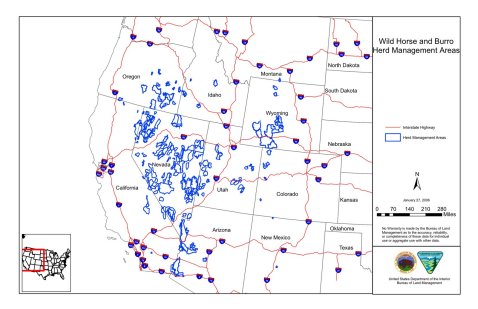 Wild Horse and Burro
Herd Management Areas
North Dakota
Montana
Oregon
Idaho
South Dakota
Wyoming
Nebraska
Nevada
Utah
California
Colorado
Kansas
Arizona
New Mexico
Oklahoma
Texas
Interstate Highway
Herd Management Areas
N
January 27, 2006
0 70 140 210 280
Miles
No Warranty is made by the Bureau of Land
Management as to the accuracy, reliability,
or completeness of these data for individual
use or aggregate use with other data.
United States Department of the Interior
Bureau of Land Management